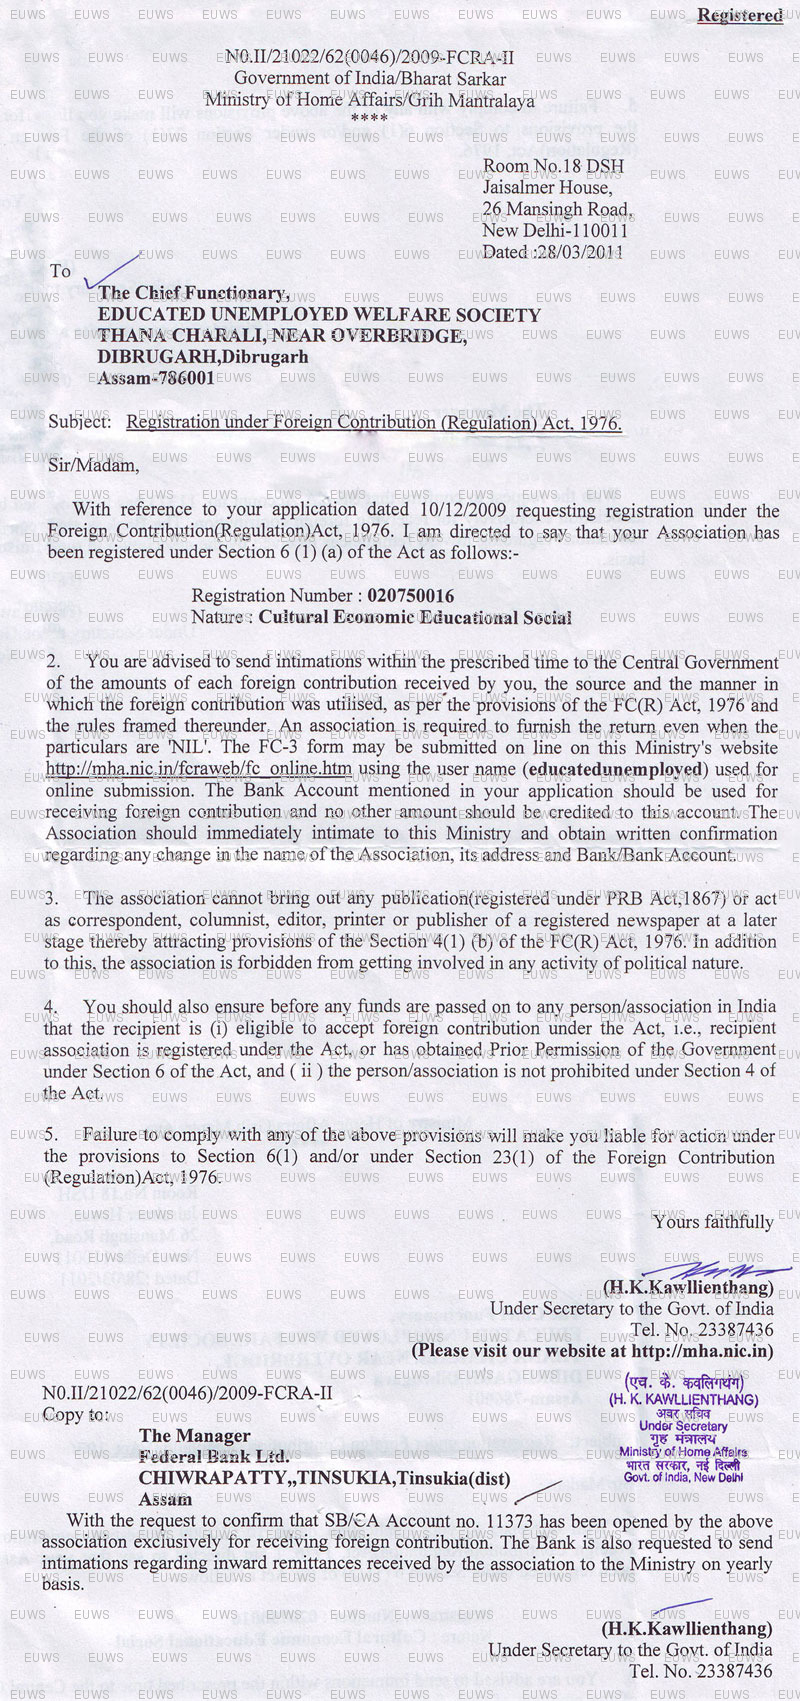 Registered
N0.II/21022/62(0046)/2009-FCRA-II
Government of India/Bharat Sarkar
Ministry of Home Affairs/Grih Mantralaya
****
Room No.18 DSH
Jaisalmer House,
26 Mansingh Road,
New Delhi-110011
Dated :28/03/2011
To
The Chief Functionary,
EDUCATED UNEMPLOYED WELFARE SOCIETY
THANA CHARALI, NEAR OVERBRIDGE,
DIBRUGARH,Dibrugarh
Assam-786001
Subject: Registration under Foreign Contribution (Regulation) Act, 1976.
Sir/Madam,
With reference to your application dated 10/12/2009 requesting registration under the
Foreign Contribution(Regulation)Act, 1976. I am directed to say that your Association has
been registered under Section 6 (1) (a) of the Act as follows:-
Registration Number : 020750016
Nature : Cultural Economic Educational Social
2. You are advised to send intimations within the prescribed time to the Central Government
of the amounts of each foreign contribution received by you, the source and the manner in
which the foreign contribution was utilised, as per the provisions of the FC(R) Act, 1976 and
the rules framed thereunder. An association is required to furnish the return even when the
particulars are 'NIL'. The FC-3 form may be submitted on line on this Ministry's website
http://mha.nic.in/fcraweb/fc_online.htm using the user name (educatedunemployed) used for
online submission. The Bank Account mentioned in your application should be used for
receiving foreign contribution and no other amount should be credited to this account. The
Association should immediately intimate to this Ministry and obtain written confirmation
regarding any change in the name of the Association, its address and Bank/Bank Account.
3. The association cannot bring out any publication(registered under PRB Act,1867) or act
as correspondent, columnist, editor, printer or publisher of a registered newspaper at a later
stage thereby attracting provisions of the Section 4(1) (b) of the FC(R) Act, 1976. In addition
to this, the association is forbidden from getting involved in any activity of political nature.
4. You should also ensure before any funds are passed on to any person/association in India
that the recipient is (i) eligible to accept foreign contribution under the Act, i.e., recipient
association is registered under the Act, or has obtained Prior Permission of the Government
under Section 6 of the Act, and ( ii ) the person/association is not prohibited under Section 4 of
the Act.
5. Failure to comply with any of the above provisions will make you liable for action under
the provisions to Section 6(1) and/or under Section 23(1) of the Foreign Contribution
(Regulation)Act, 1976.
Yours faithfully
(H.K.Kawllienthang)
Under Secretary to the Govt. of India
Tel. No. 23387436
(Please visit our website at http://mha.nic.in)
(एच. के. कवलिनथंग)
(H. K. KAWLLIENTHANG)
अवर सचिव
Under Secretary
गृह मंत्रालय
Ministry of Home Affairs
भारत सरकार, नई दिल्ली
Govt. of India, New Delhi
N0.II/21022/62(0046)/2009-FCRA-II
Copy to:
The Manager
Federal Bank Ltd.
CHIWRAPATTY,,TINSUKIA,Tinsukia(dist)
Assam
With the request to confirm that SB/CA Account no. 11373 has been opened by the above
association exclusively for receiving foreign contribution. The Bank is also requested to send
intimations regarding inward remittances received by the association to the Ministry on yearly
basis.
(H.K.Kawllienthang)
Under Secretary to the Govt. of India
Tel. No. 23387436
EUWS